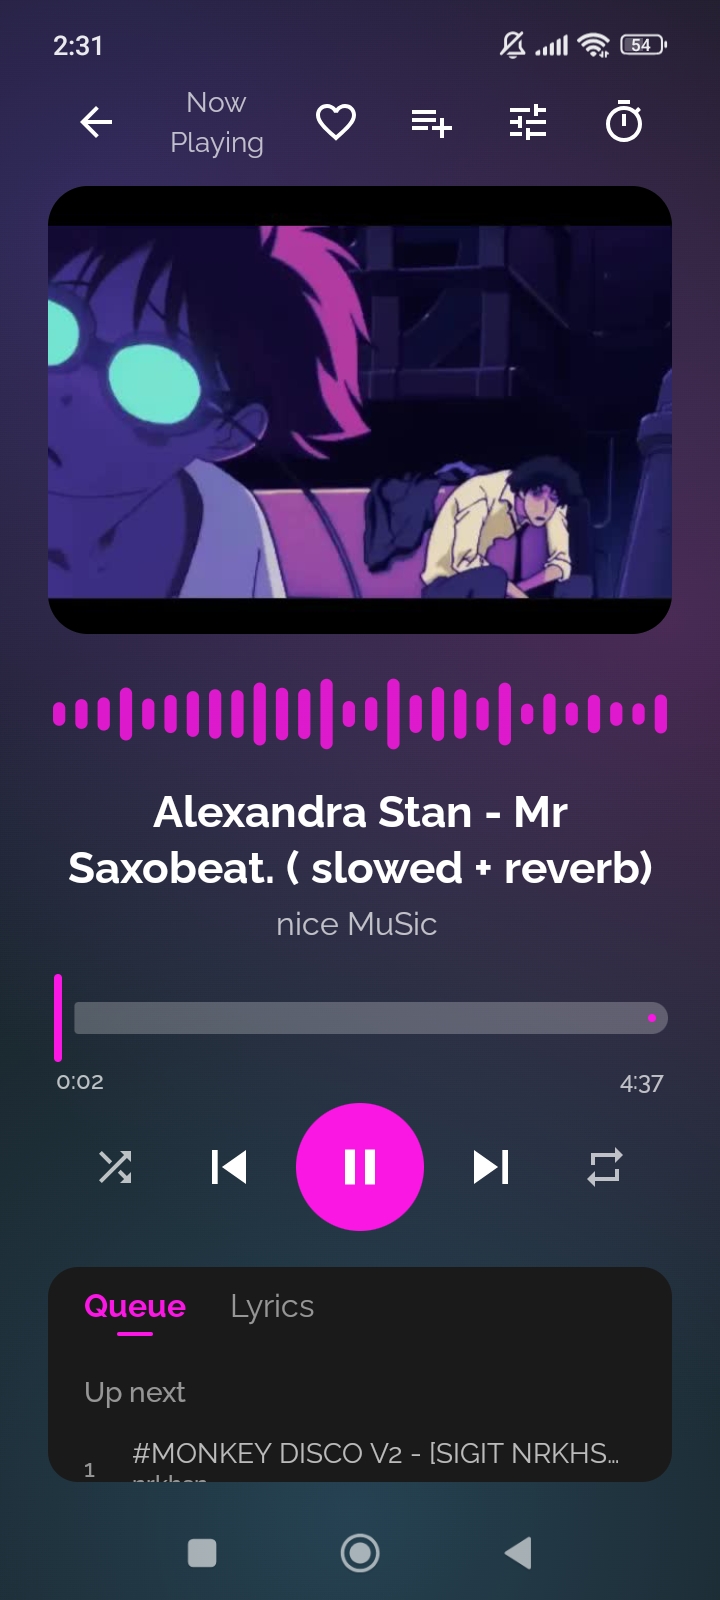 2:31
54
Now
Playing
Alexandra Stan - Mr
Saxobeat. ( slowed + reverb)
nice MuSic
0:02
4:37
Queue Lyrics
Up next
1
#MONKEY DISCO V2 - [SIGIT NRKHS...